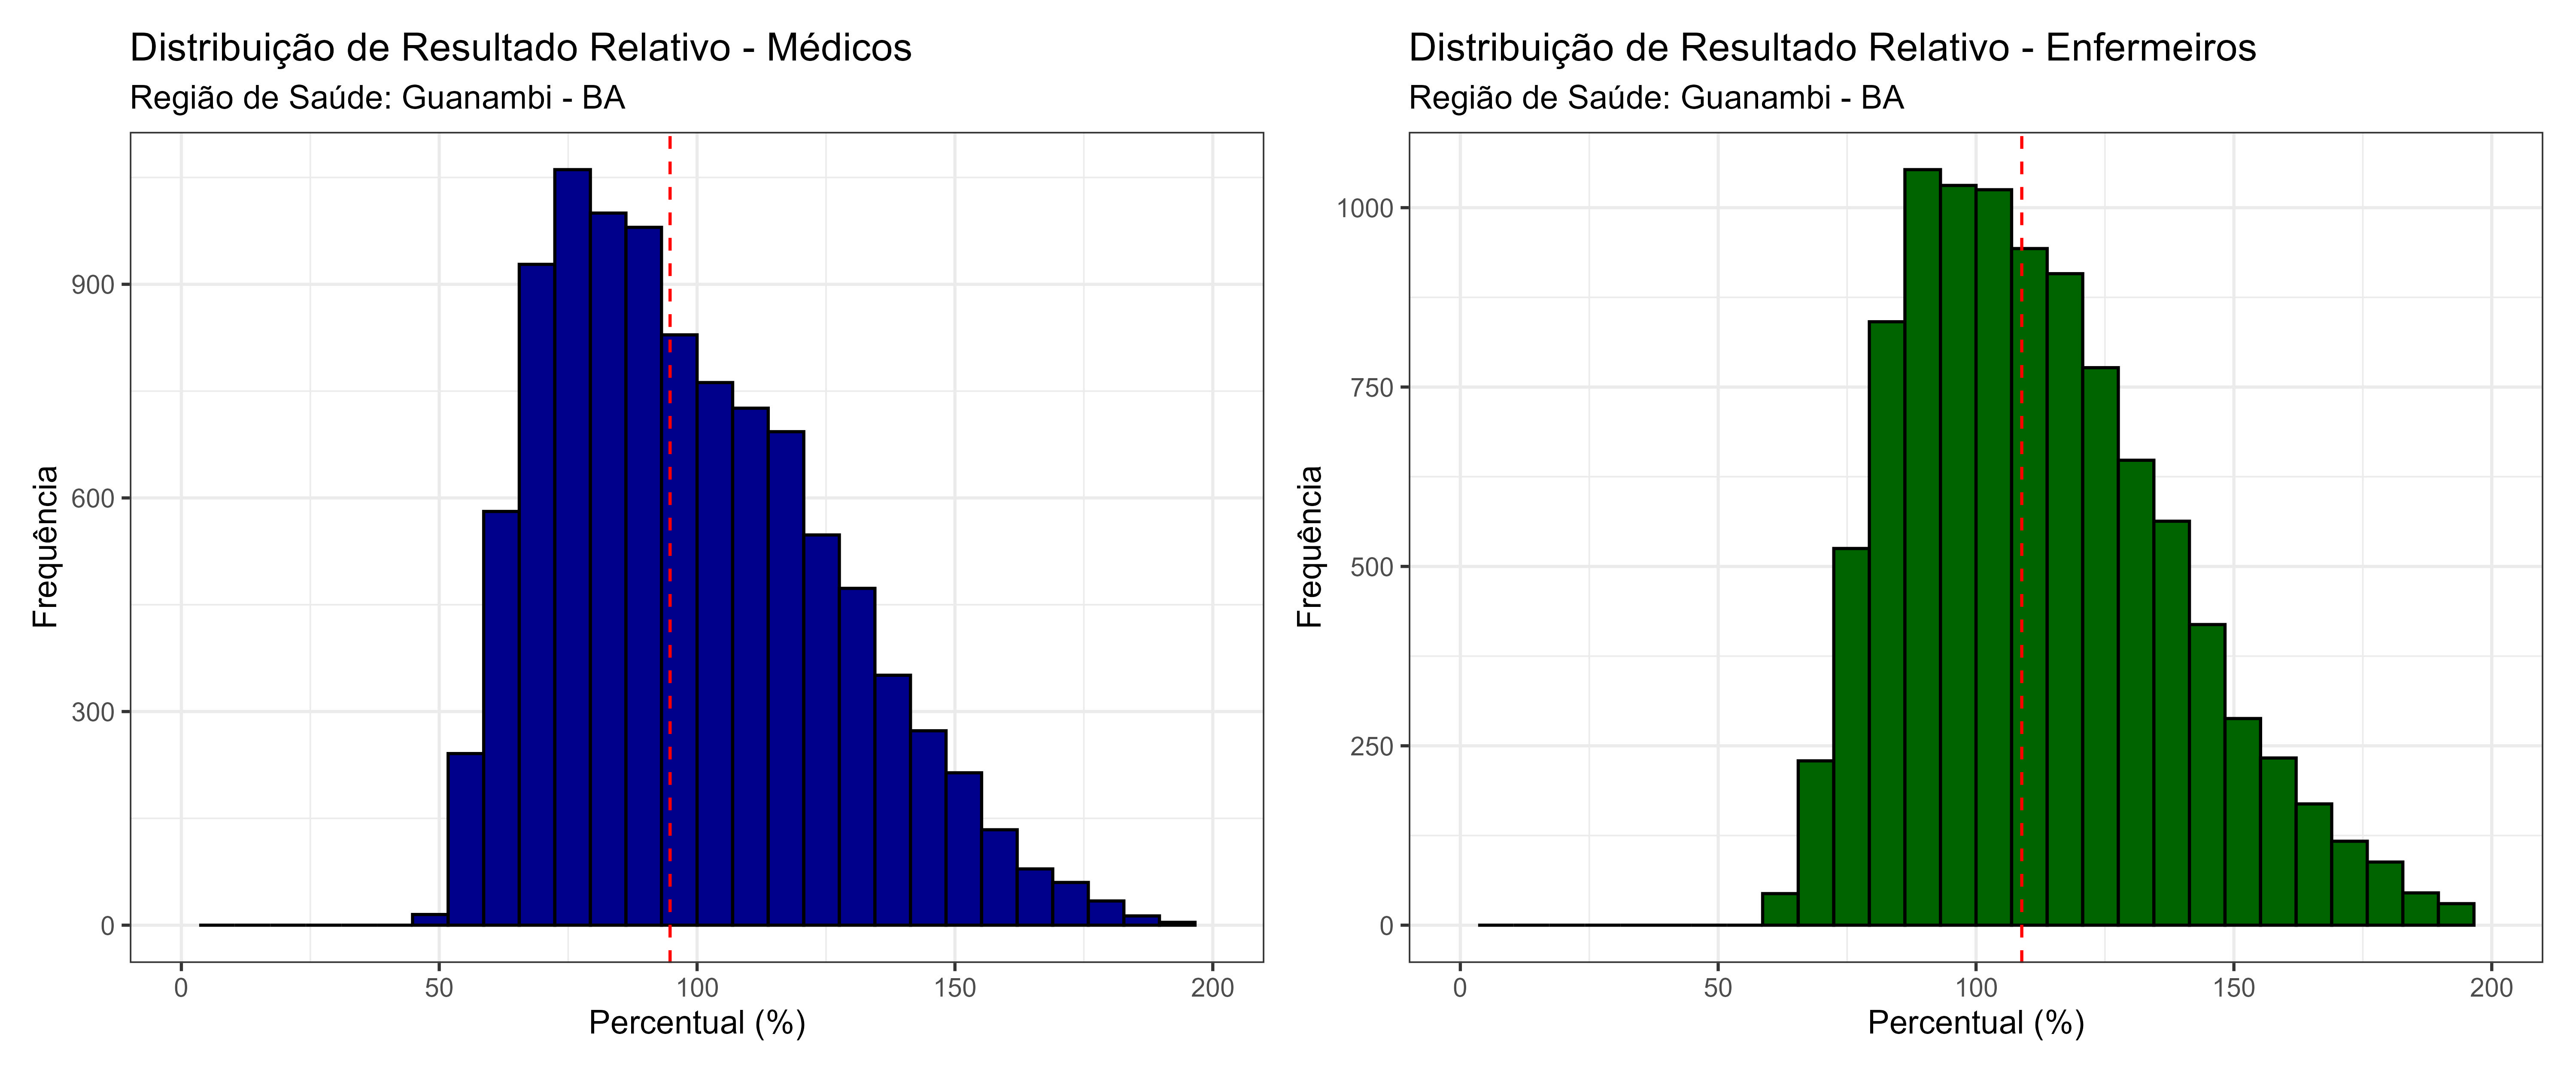 Distribuição de Resultado Relativo - Médicos
Região de Saúde: Guanambi - BA
Frequência
900
600
300
0
0 50 100 150 200
Percentual (%)
Distribuição de Resultado Relativo - Enfermeiros
Região de Saúde: Guanambi - BA
Frequência
1000
750
500
250
0
0 50 100 150 200
Percentual (%)